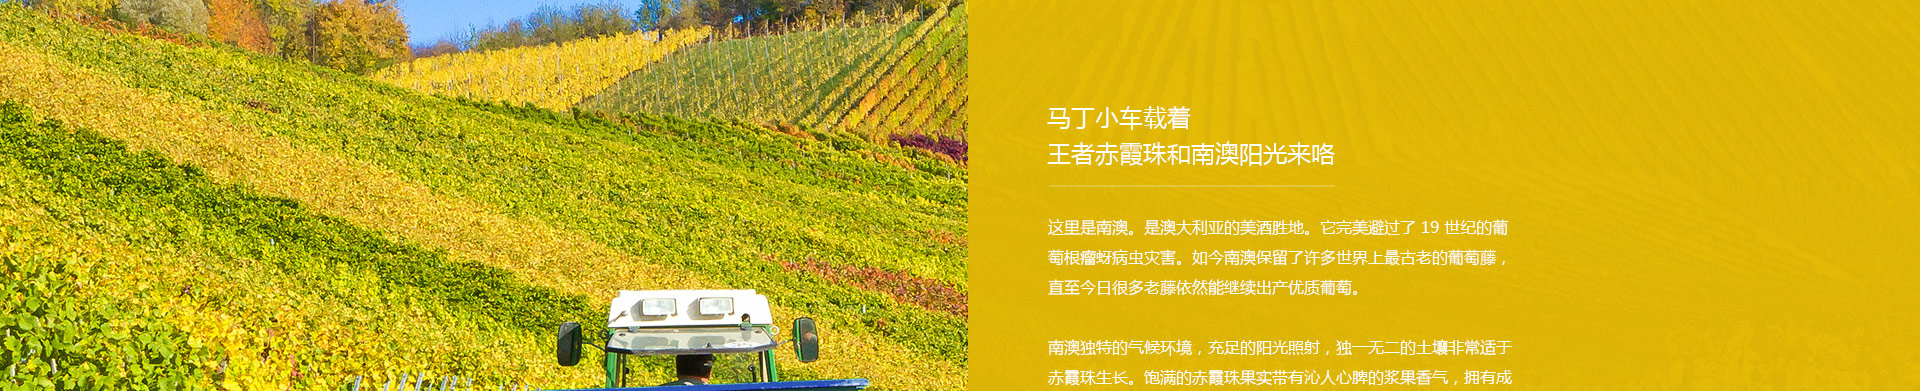 马丁小车载着
王者赤霞珠和南澳阳光来咯
这里是南澳。是澳大利亚的美酒胜地。它完美避过了 19 世纪的葡
萄根瘤蚜病虫灾害。如今南澳保留了许多世界上最古老的葡萄藤，
直至今日很多老藤依然能继续出产优质葡萄。
南澳独特的气候环境，充足的阳光照射，独一无二的土壤非常适于
赤霞珠生长。饱满的赤霞珠果实带有沁人心脾的浆果香气，拥有成